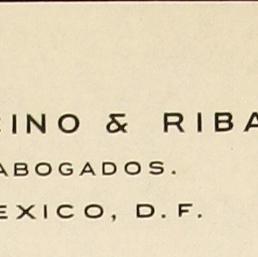 CINO & RIBA
ABOGADOS.
EXICO, D. F.